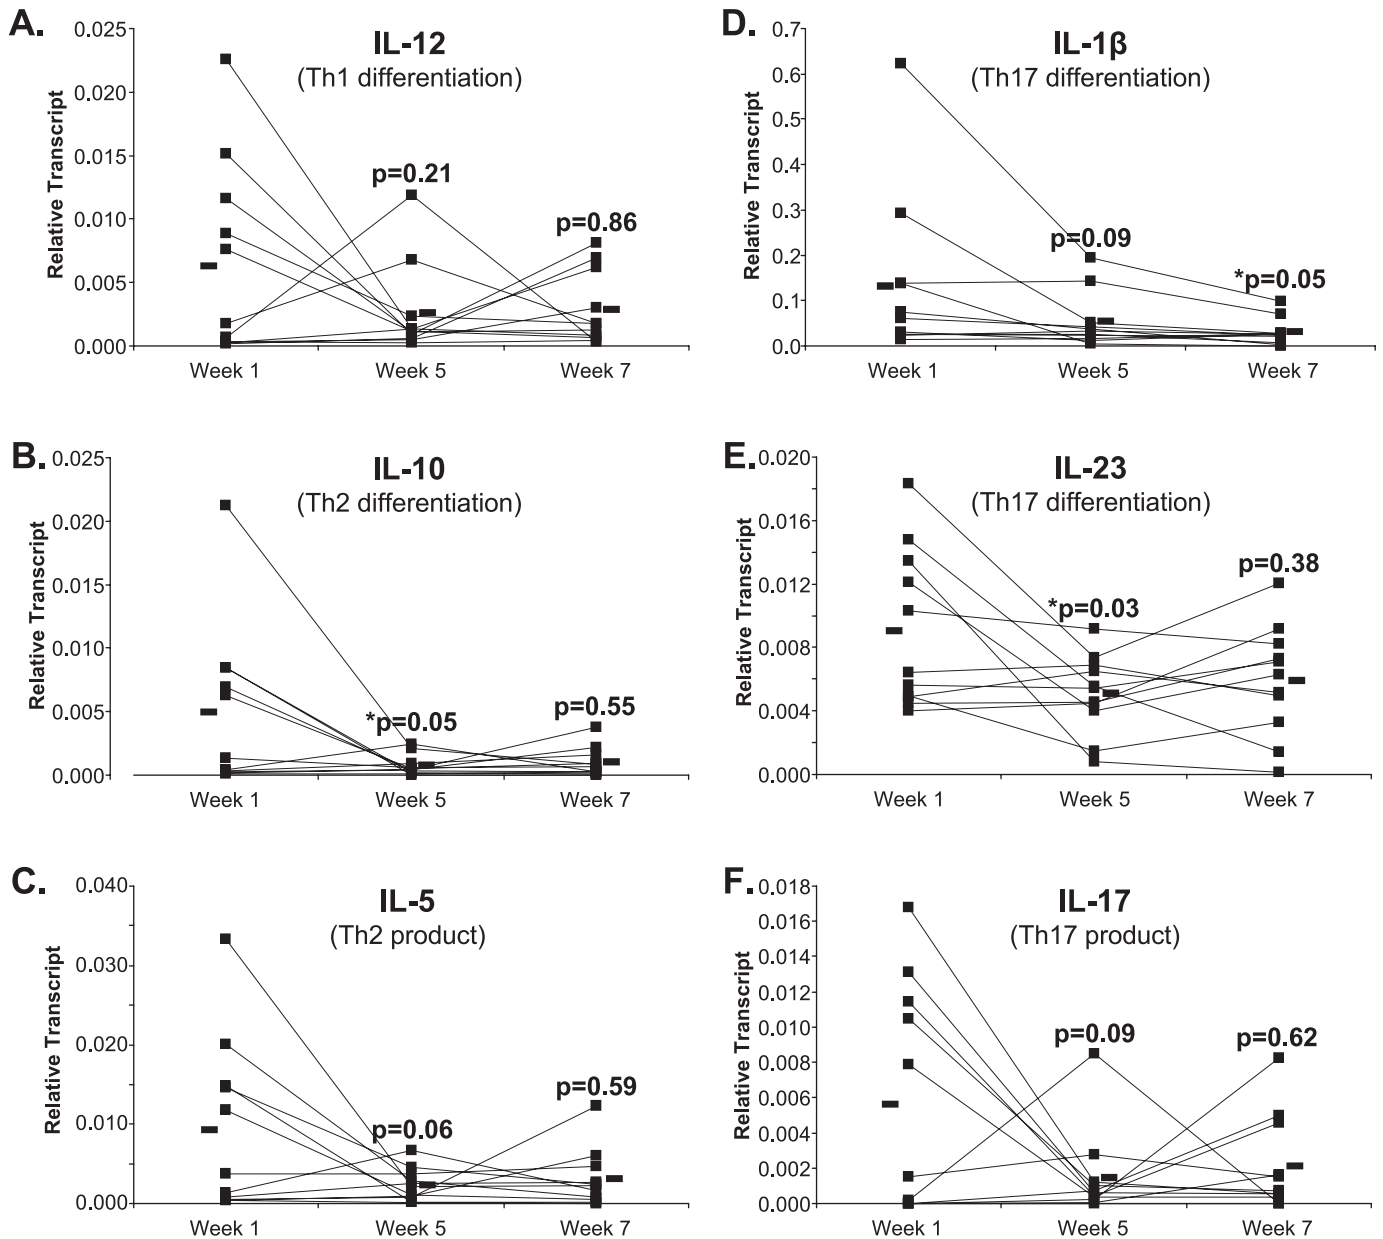 A.
IL-12
(Th1 differentiation)
Relative Transcript
0.025
0.020
0.015
0.010
0.005
0.000
p=0.21
p=0.86
Week 1
Week 5
Week 7
B.
IL-10
(Th2 differentiation)
Relative Transcript
0.025
0.020
0.015
0.010
0.005
0.000
*p=0.05
p=0.55
Week 1
Week 5
Week 7
C.
IL-5
(Th2 product)
Relative Transcript
0.040
0.030
0.020
0.010
0.000
p=0.06
p=0.59
Week 1
Week 5
Week 7
D.
IL-1β
(Th17 differentiation)
Relative Transcript
0.7
0.6
0.5
0.4
0.3
0.2
0.1
0.0
p=0.09
*p=0.05
Week 1
Week 5
Week 7
E.
IL-23
(Th17 differentiation)
Relative Transcript
0.020
0.016
0.012
0.008
0.004
0.000
*p=0.03
p=0.38
Week 1
Week 5
Week 7
F.
IL-17
(Th17 product)
Relative Transcript
0.018
0.016
0.014
0.012
0.010
0.008
0.006
0.004
0.002
0.000
p=0.09
p=0.62
Week 1
Week 5
Week 7